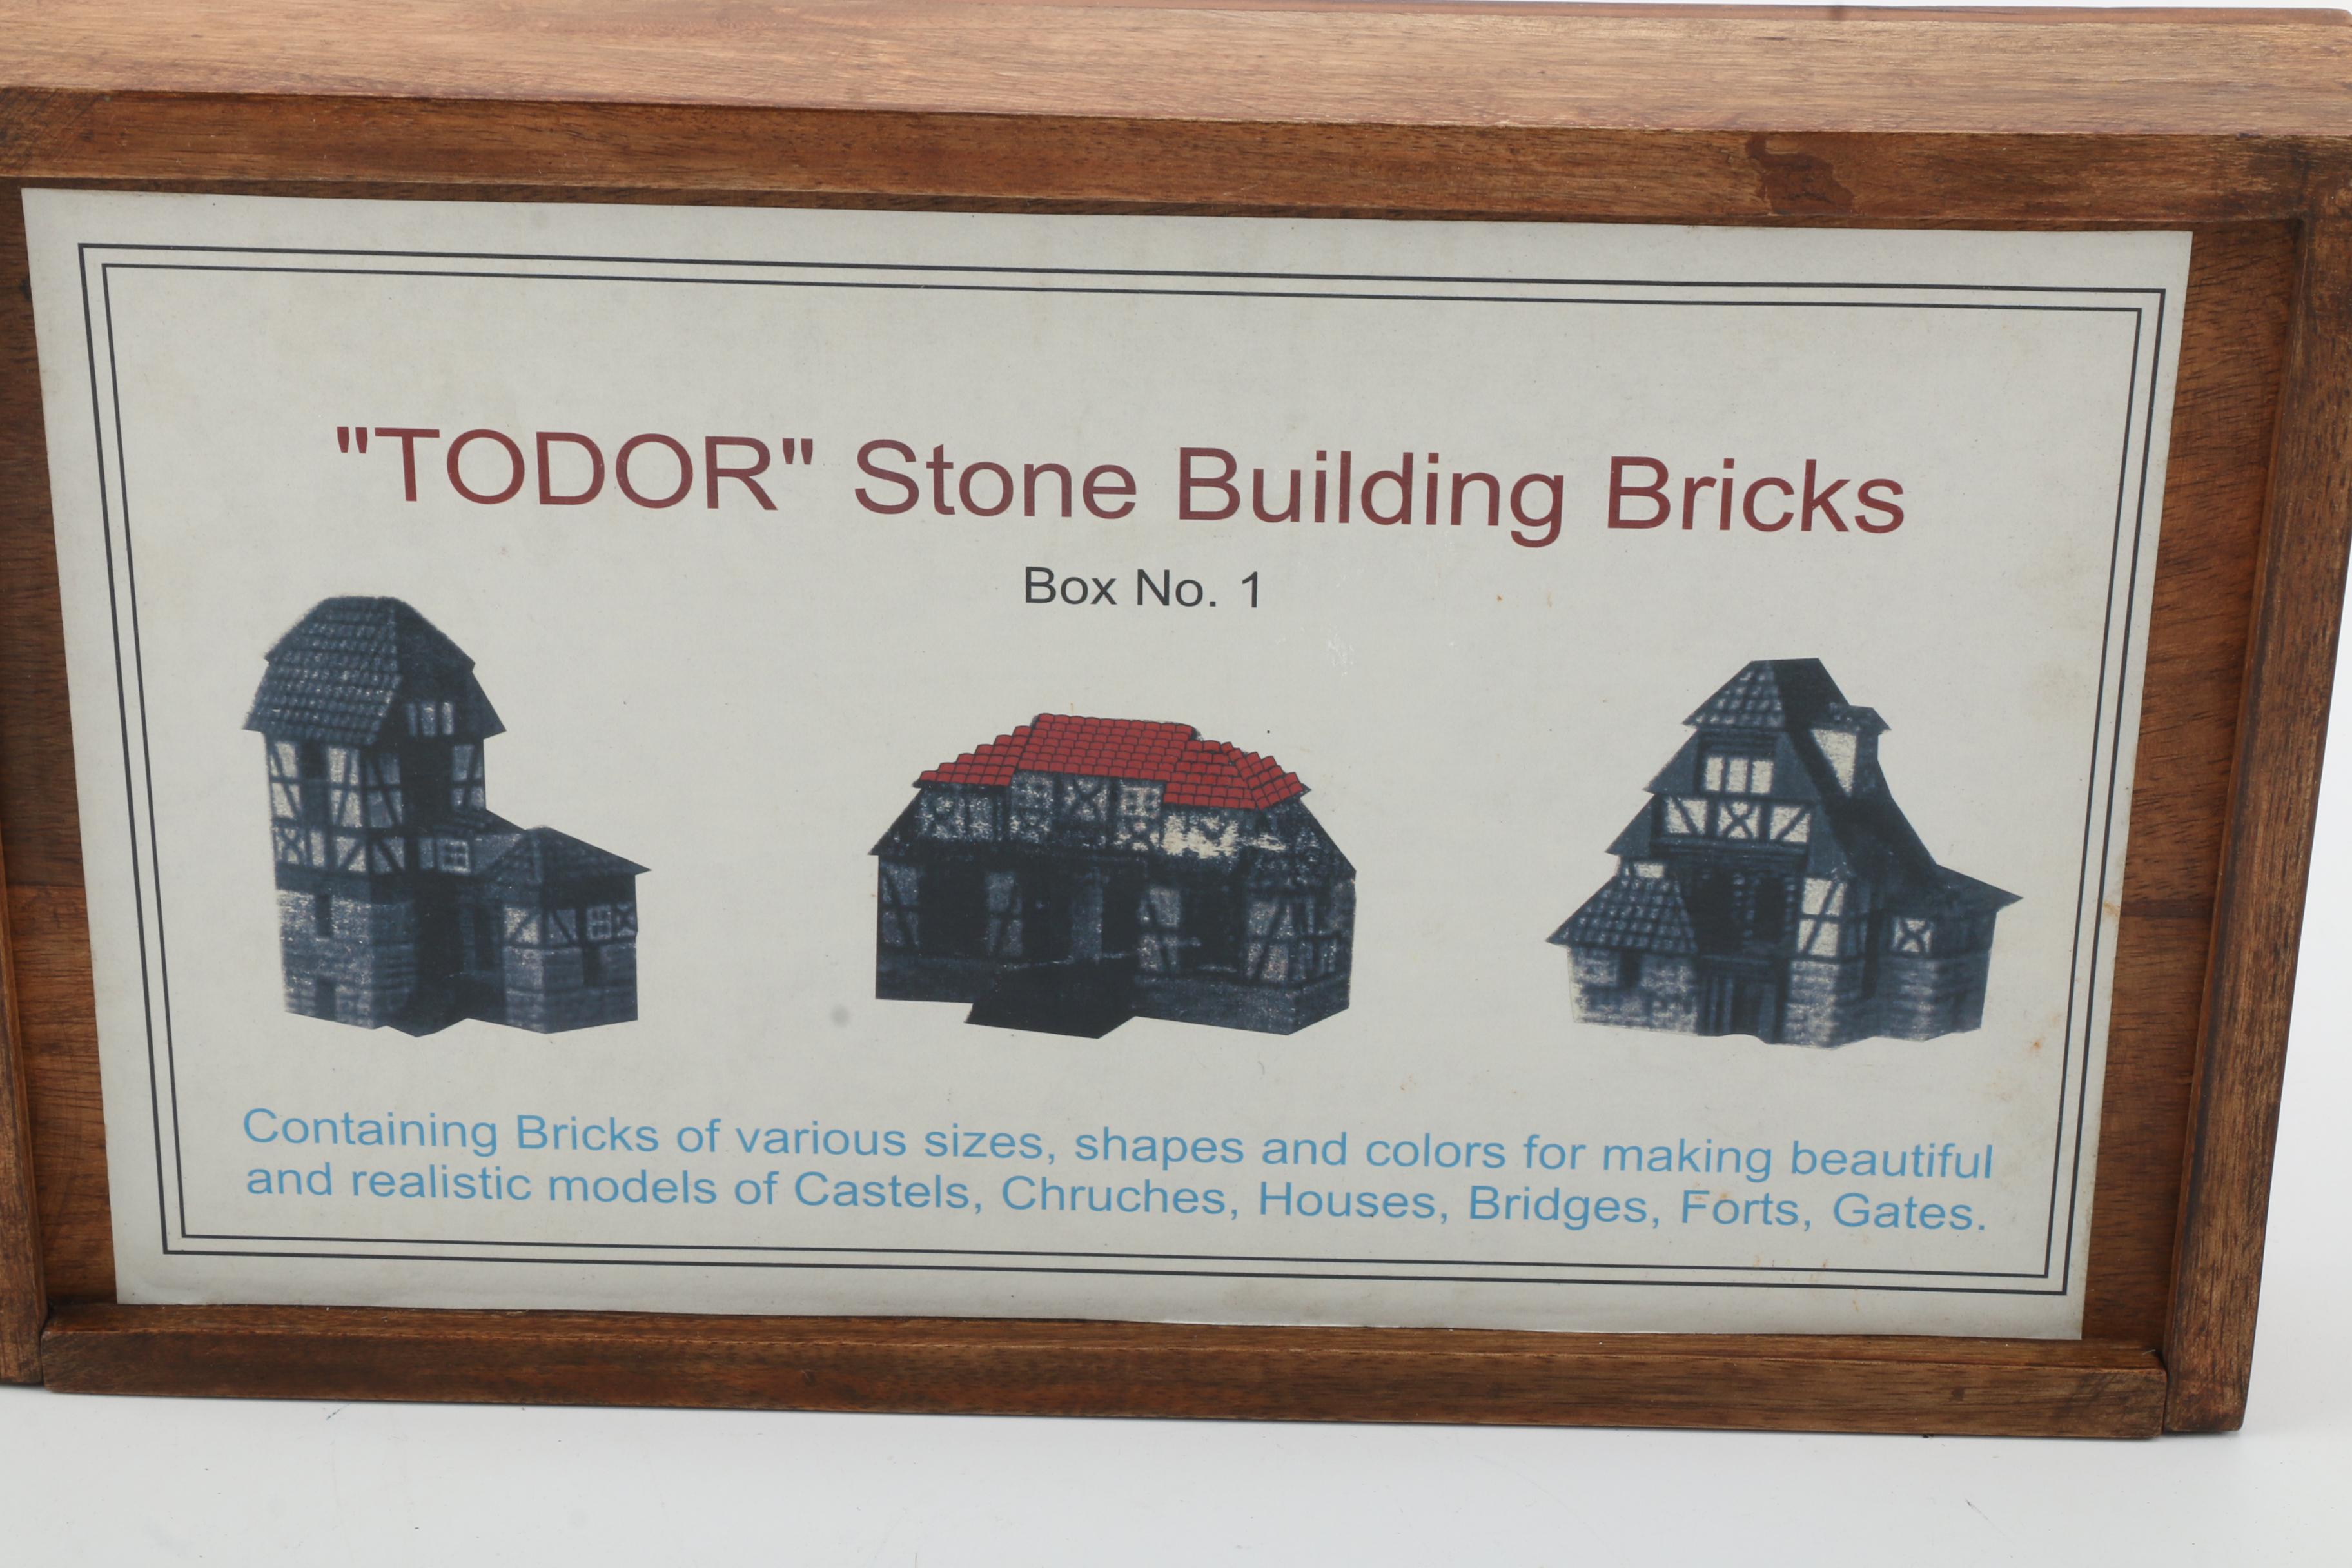 "TODOR" Stone Building Bricks
Box No. 1
Containing Bricks of various sizes, shapes and colors for making beautiful
and realistic models of Castels, Chruches, Houses, Bridges, Forts, Gates.